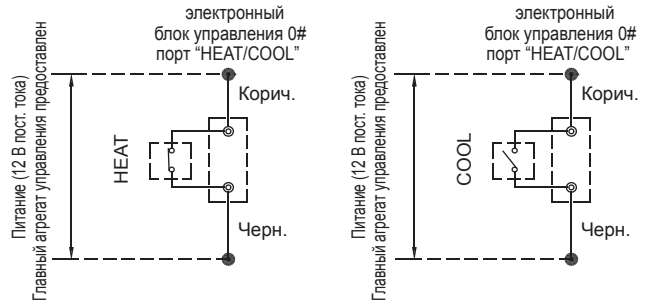 электронный
блок управления 0#
порт “HEAT/COOL”
Питание (12 В пост. тока)
Главный агрегат управления предоставлен
HEAT
Корич.
Черн.
электронный
блок управления 0#
порт “HEAT/COOL”
Питание (12 В пост. тока)
Главный агрегат управления предоставлен
COOL
Корич.
Черн.